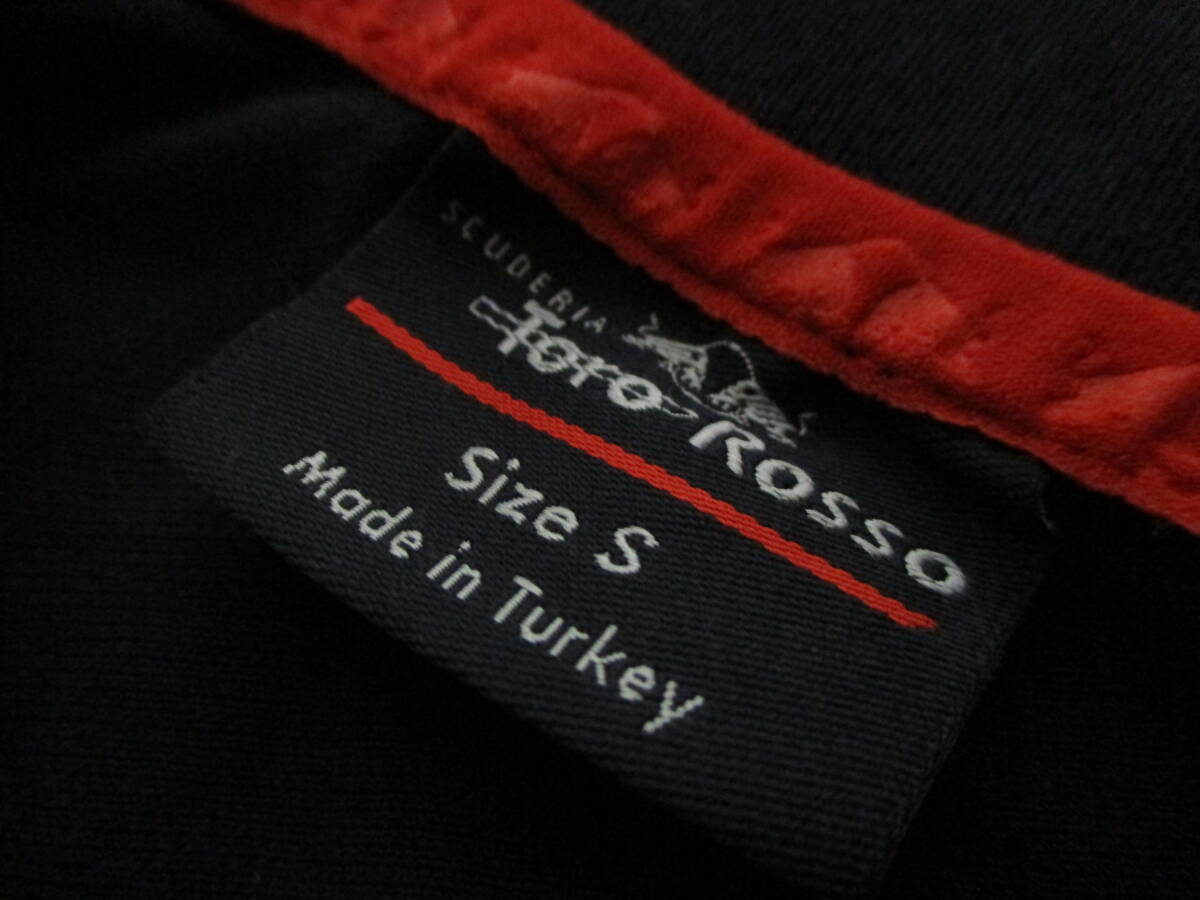 SCUDERIA
Toro Rosso
Size S
Made in Turkey